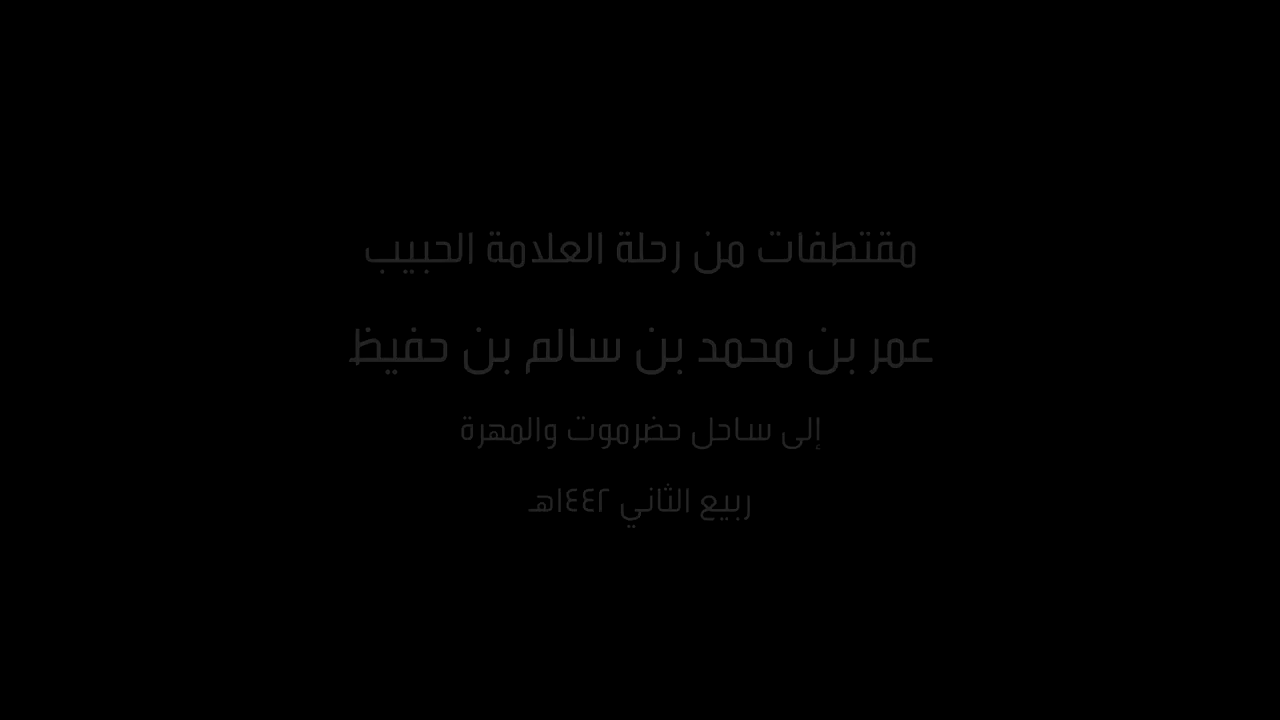 مقتطفات من رحلة العلامة الحبيب
عمر بن محمد بن سالم بن حفيظ
إلى ساحل حضرموت والمهرة
ربيع الثاني ١٤٤٢هـ